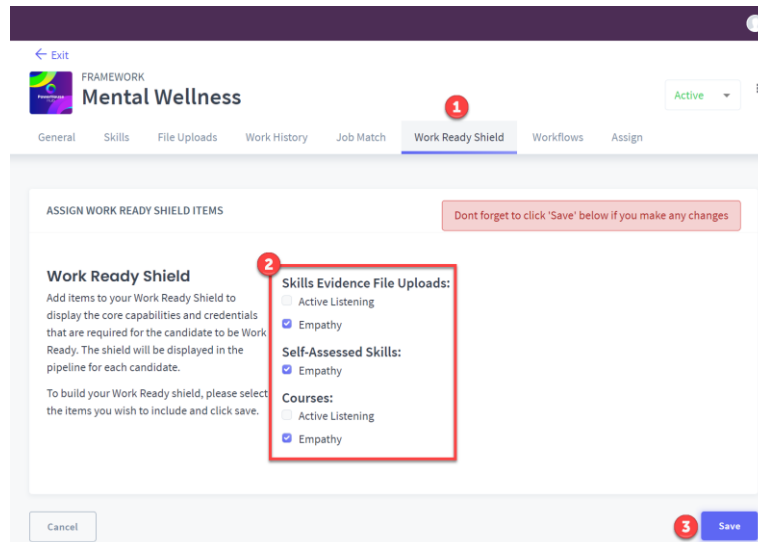 ← Exit
FRAMEWORK
Mental Wellness
Active
1
General Skills File Uploads Work History Job Match Work Ready Shield Workflows Assign
ASSIGN WORK READY SHIELD ITEMS
Dont forget to click 'Save' below if you make any changes
2
Work Ready Shield
Add items to your Work Ready Shield to
display the core capabilities and credentials
that are required for the candidate to be Work
Ready. The shield will be displayed in the
pipeline for each candidate.
To build your Work Ready shield, please select
the items you wish to include and click save.
Skills Evidence File Uploads:
Active Listening
Empathy
Self-Assessed Skills:
Empathy
Courses:
Active Listening
Empathy
Cancel
3
Save